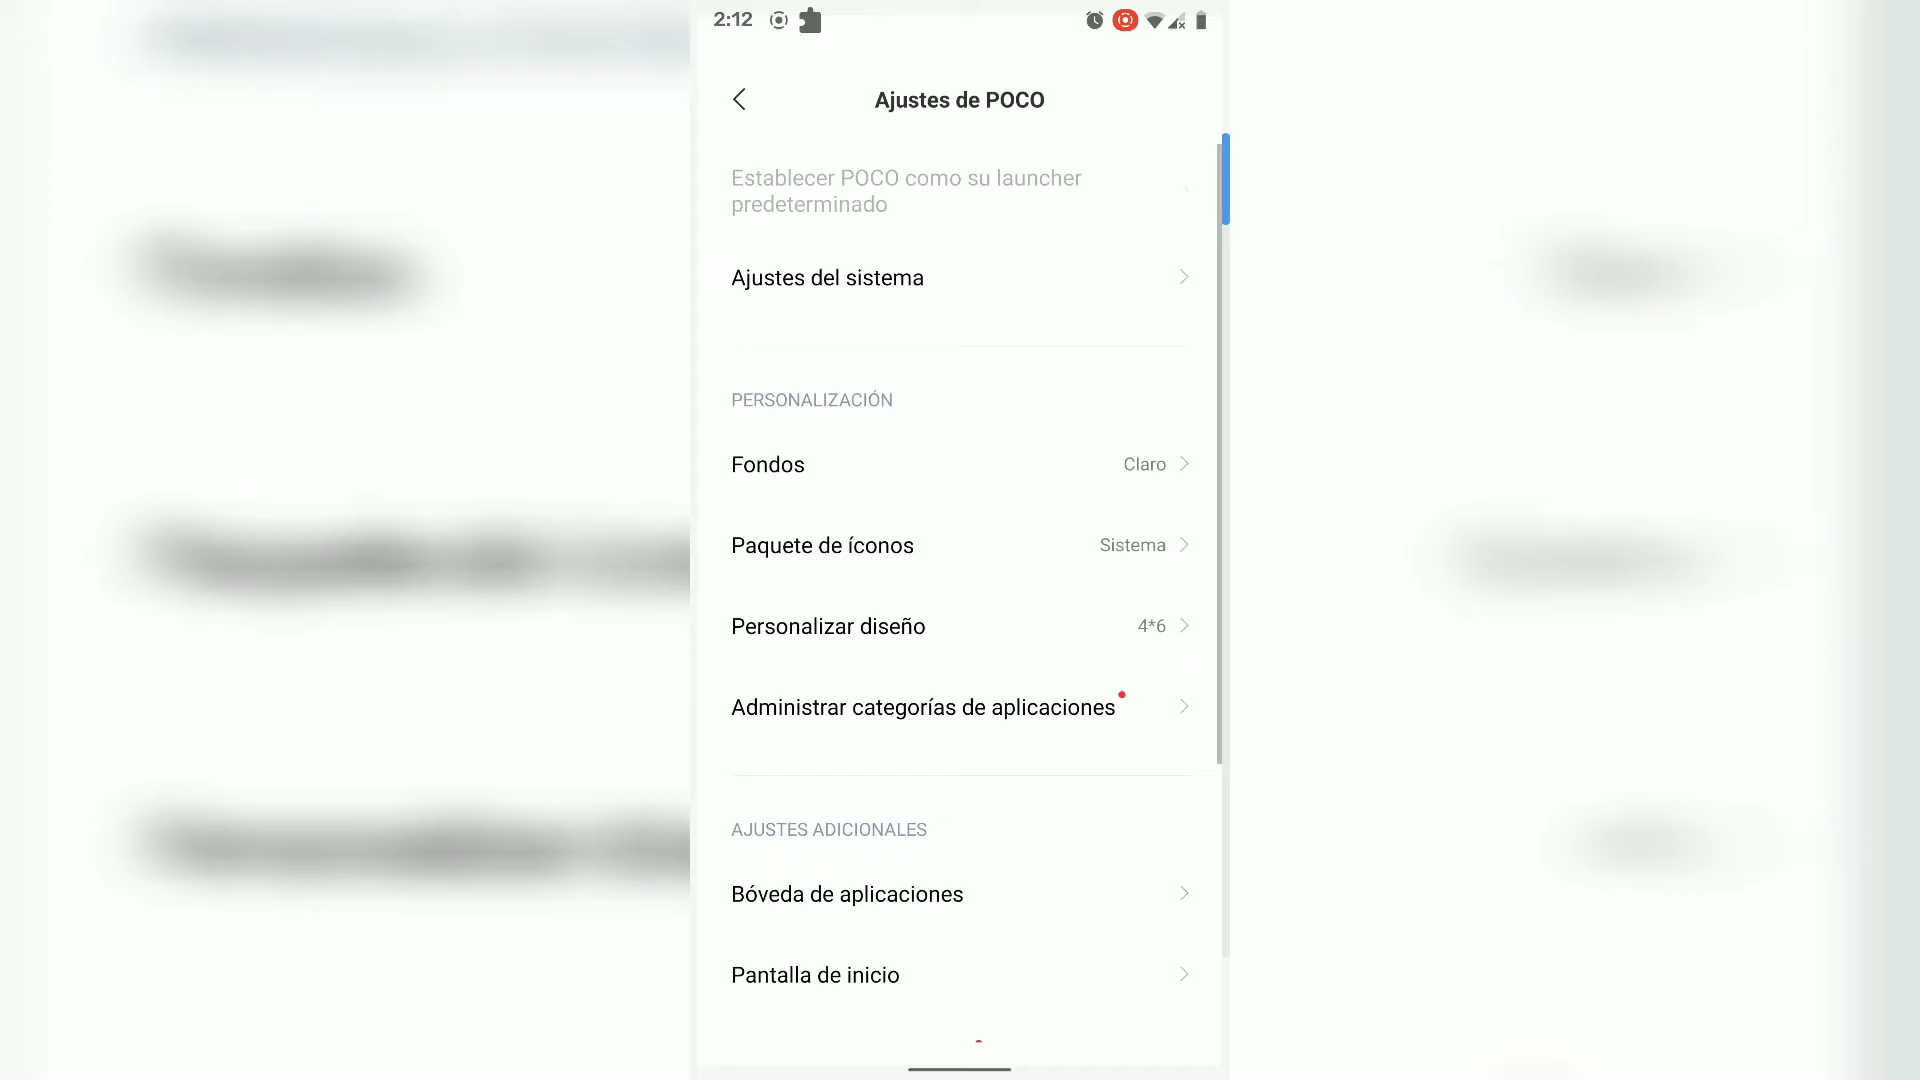 2:12
Ajustes de POCO
Establecer POCO como su launcher
predeterminado
Ajustes del sistema
PERSONALIZACIÓN
Fondos
Claro
Paquete de íconos
Sistema
Personalizar diseño
4*6
Administrar categorías de aplicaciones
AJUSTES ADICIONALES
Bóveda de aplicaciones
Pantalla de inicio